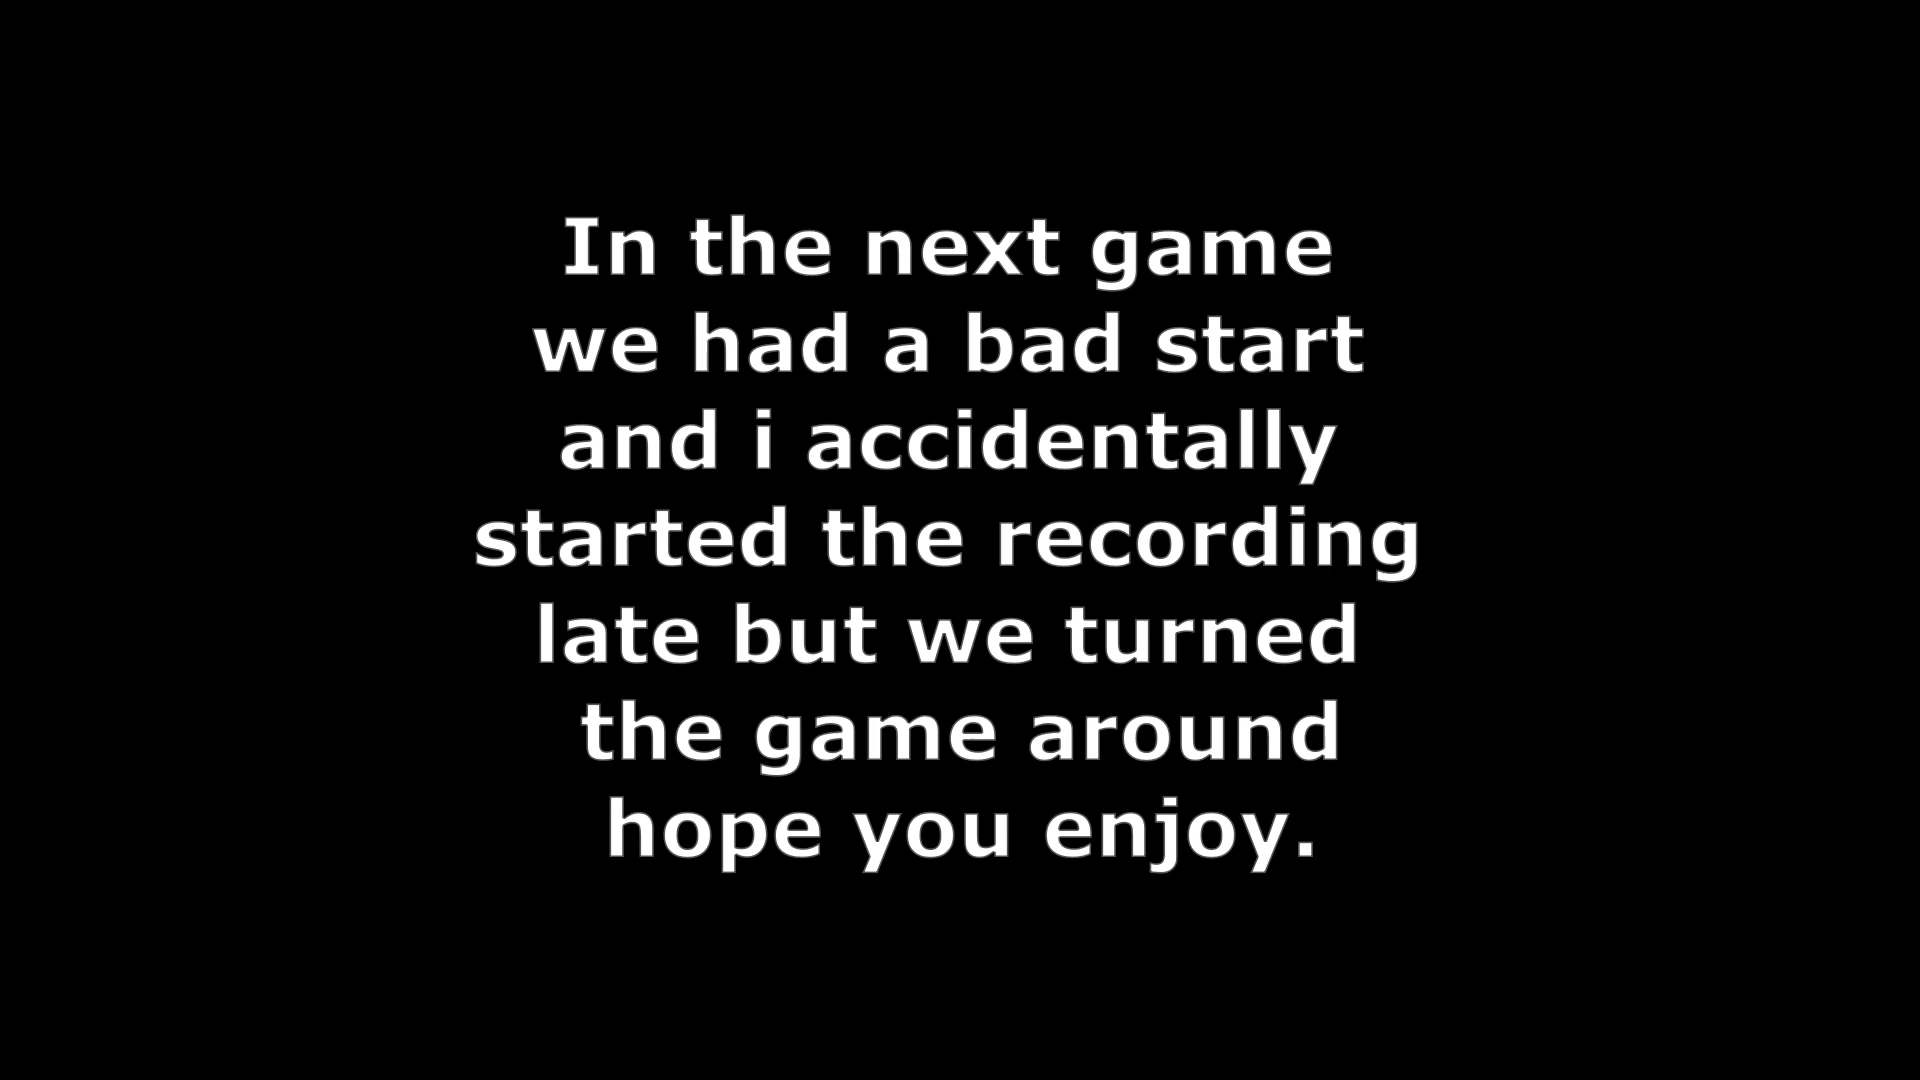 In the next game
we had a bad start
and i accidentally
started the recording
late but we turned
the game around
hope you enjoy.